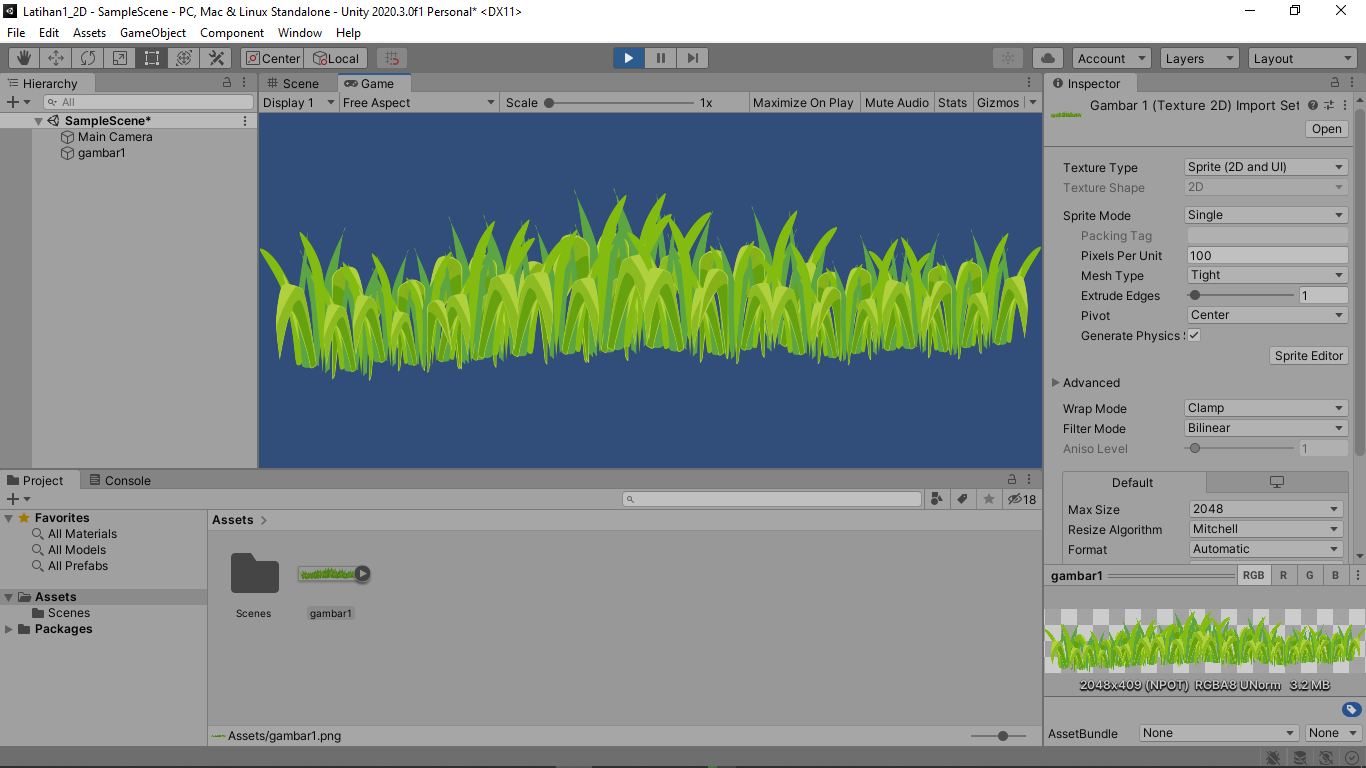 Latihan1_2D - SampleScene - PC, Mac & Linux Standalone - Unity 2020.3.0f1 Personal* <DX11>
File Edit Assets GameObject Component Window Help
Center Local Account Layers Layout
Hierarchy
All
SampleScene*
Main Camera
gambar1
Scene Game
Display 1 Free Aspect Scale 1x Maximize On Play Mute Audio Stats Gizmos
Inspector
Gambar 1 (Texture 2D) Import Set
Open
Texture Type Sprite (2D and UI)
Texture Shape 2D
Sprite Mode Single
Packing Tag
Pixels Per Unit 100
Mesh Type Tight
Extrude Edges 1
Pivot Center
Generate Physics
Sprite Editor
Advanced
Wrap Mode Clamp
Filter Mode Bilinear
Aniso Level 1
Default
Max Size 2048
Resize Algorithm Mitchell
Format Automatic
gambar1 RGB R G B
2048x409 (NPOT) RGBA8 UNorm 3.2 MB
AssetBundle None None
Project Console
18
Favorites
All Materials
All Models
All Prefabs
Assets
Scenes
Packages
Assets
Scenes gambar1
Assets/gambar1.png